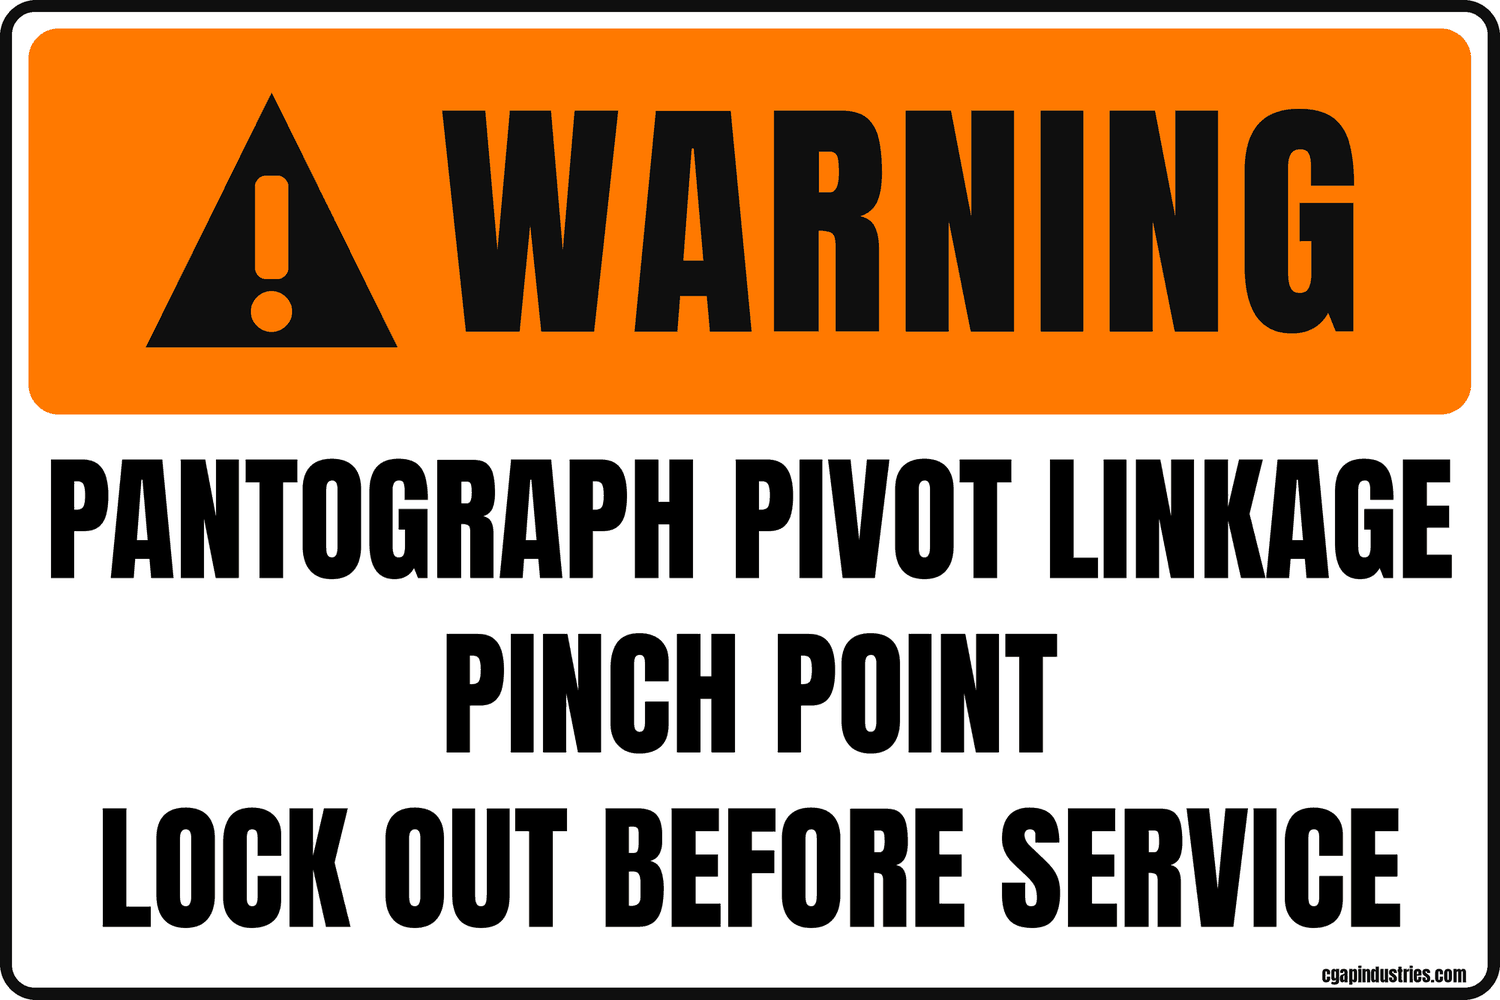 WARNING
PANTOGRAPH PIVOT LINKAGE
PINCH POINT
LOCK OUT BEFORE SERVICE
cgapindustries.com